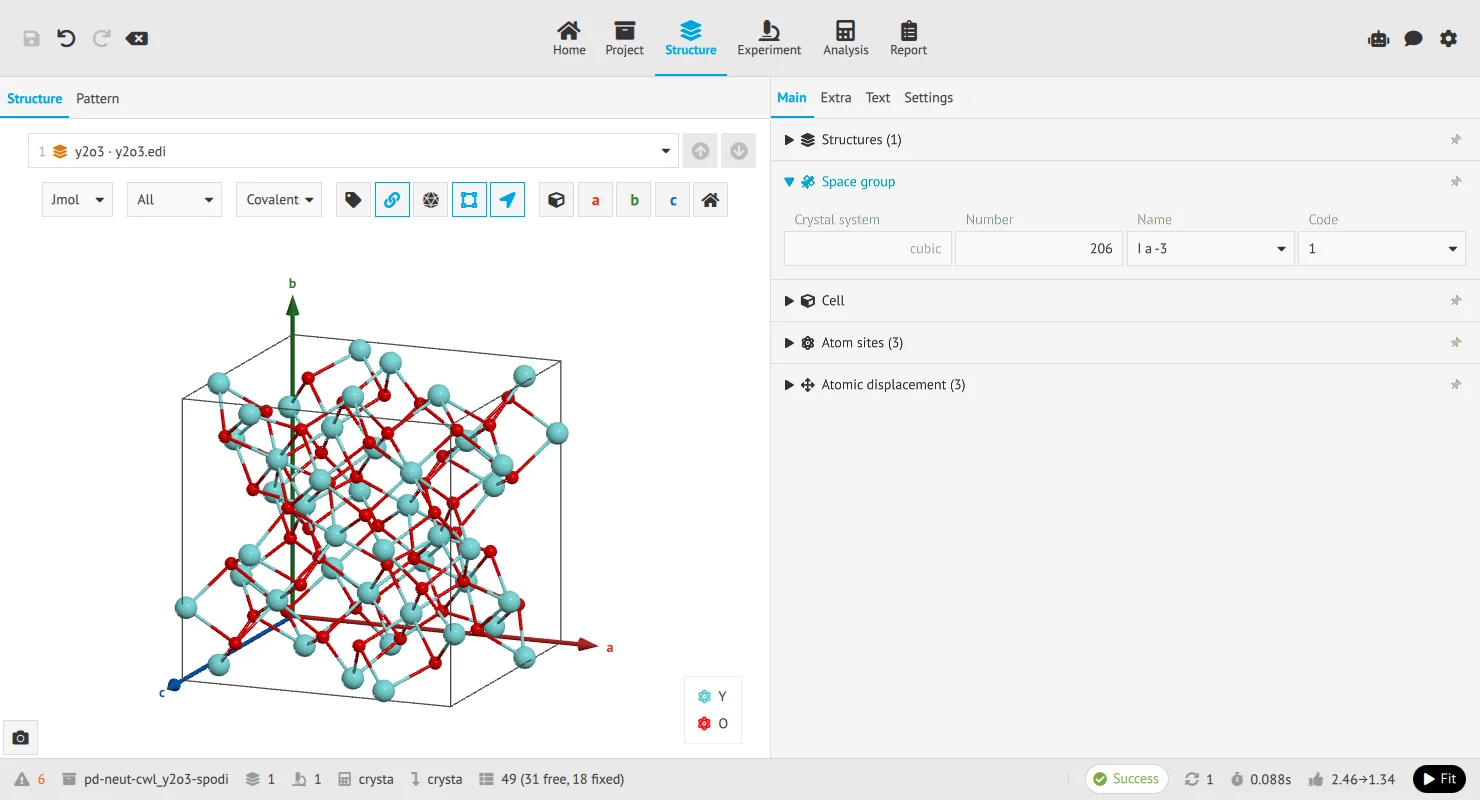 Home Project Structure Experiment Analysis Report
Structure Pattern
Main Extra Text Settings
1 y2o3 · y2o3.edi
Jmol All Covalent a b c
b
a
c
Y
O
Structures (1)
Space group
Crystal system Number Name Code
cubic 206 I a -3 1
Cell
Atom sites (3)
Atomic displacement (3)
6 pd-neut-cwl_y2o3-spodi 1 1 crysta crysta 49 (31 free, 18 fixed) Success 1 0.088s 2.46→1.34 Fit